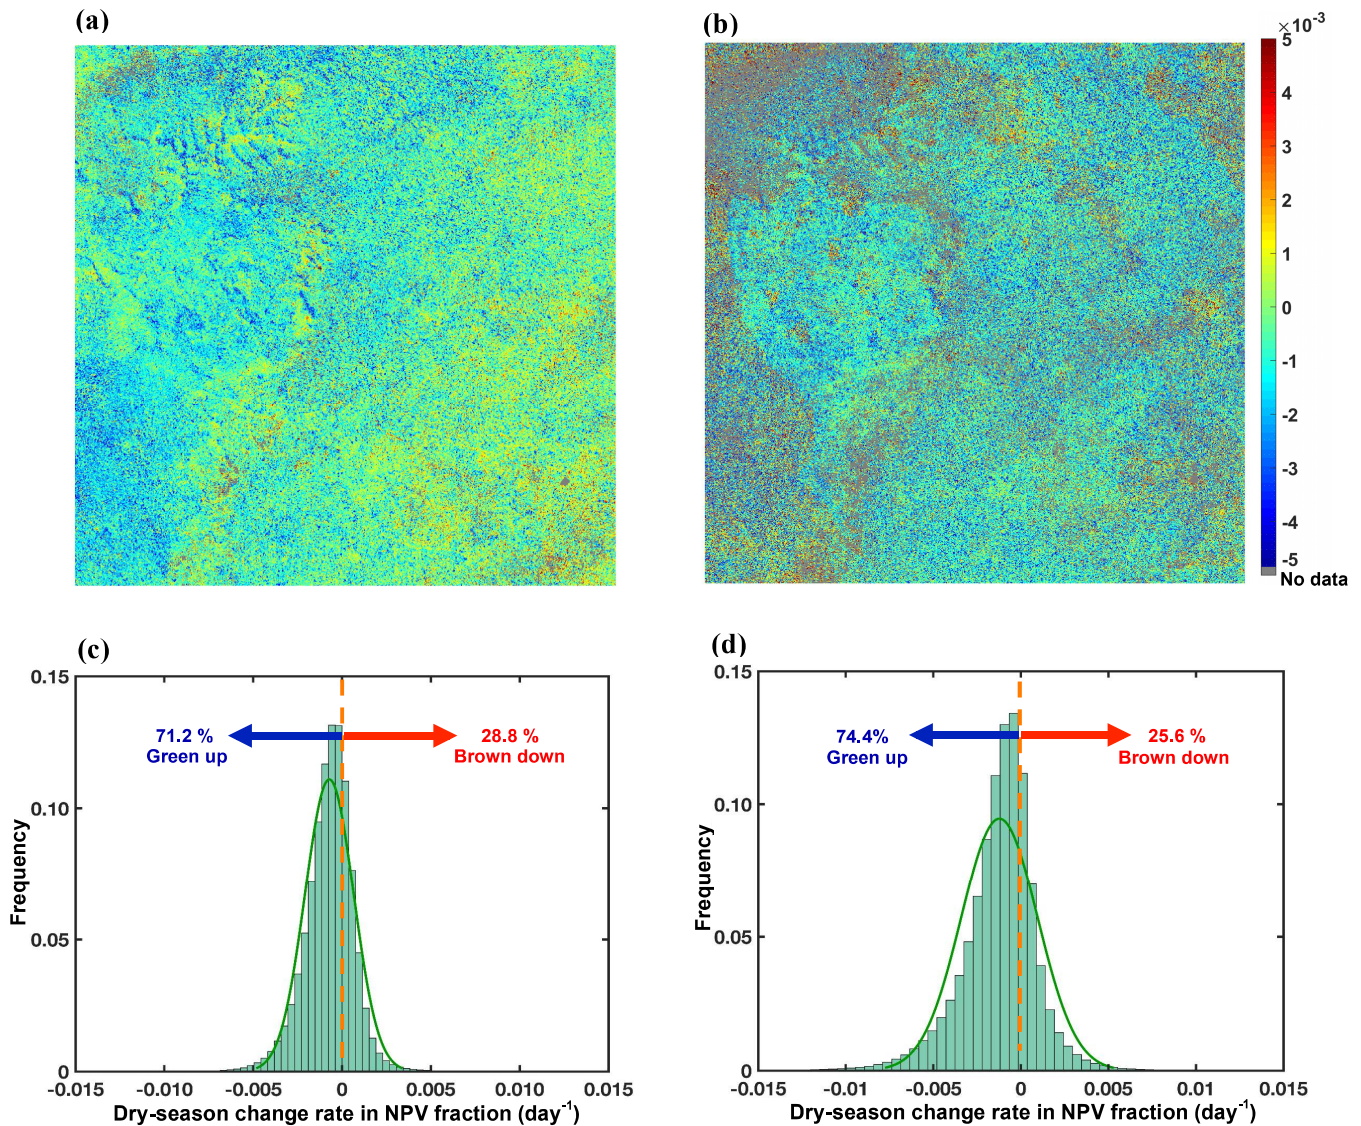 (a)
(b)
×10⁻³
5
4
3
2
1
0
-1
-2
-3
-4
-5
No data
(c)
0.15
0.10
0.05
0
Frequency
71.2 %
Green up
28.8 %
Brown down
-0.015
-0.010
-0.005
0
0.005
0.010
0.015
Dry-season change rate in NPV fraction (day⁻¹)
(d)
0.15
0.10
0.05
0
Frequency
74.4%
Green up
25.6 %
Brown down
-0.015
-0.01
-0.005
0
0.005
0.01
0.015
Dry-season change rate in NPV fraction (day⁻¹)